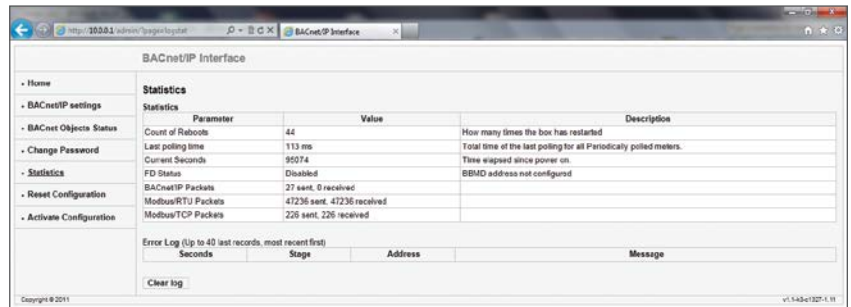 http://10.0.0.1/admin/?page=logstat
BACnet/IP Interface
BACnet/IP Interface
Home
BACnet/IP settings
BACnet Objects Status
Change Password
Statistics
Reset Configuration
Activate Configuration
Statistics
Statistics
Parameter Value Description
Count of Reboots 44 How many times the box has restarted
Last polling time 113 ms Total time of the last polling for all Periodically polled meters.
Current Seconds 95074 Time elapsed since power on.
FD Status Disabled BBMD address not configured
BACnet/IP Packets 27 sent, 0 received
Modbus/RTU Packets 47236 sent, 47236 received
Modbus/TCP Packets 226 sent, 226 received
Error Log (Up to 40 last records, most recent first)
Seconds Stage Address Message
Clear log
Copyright © 2011